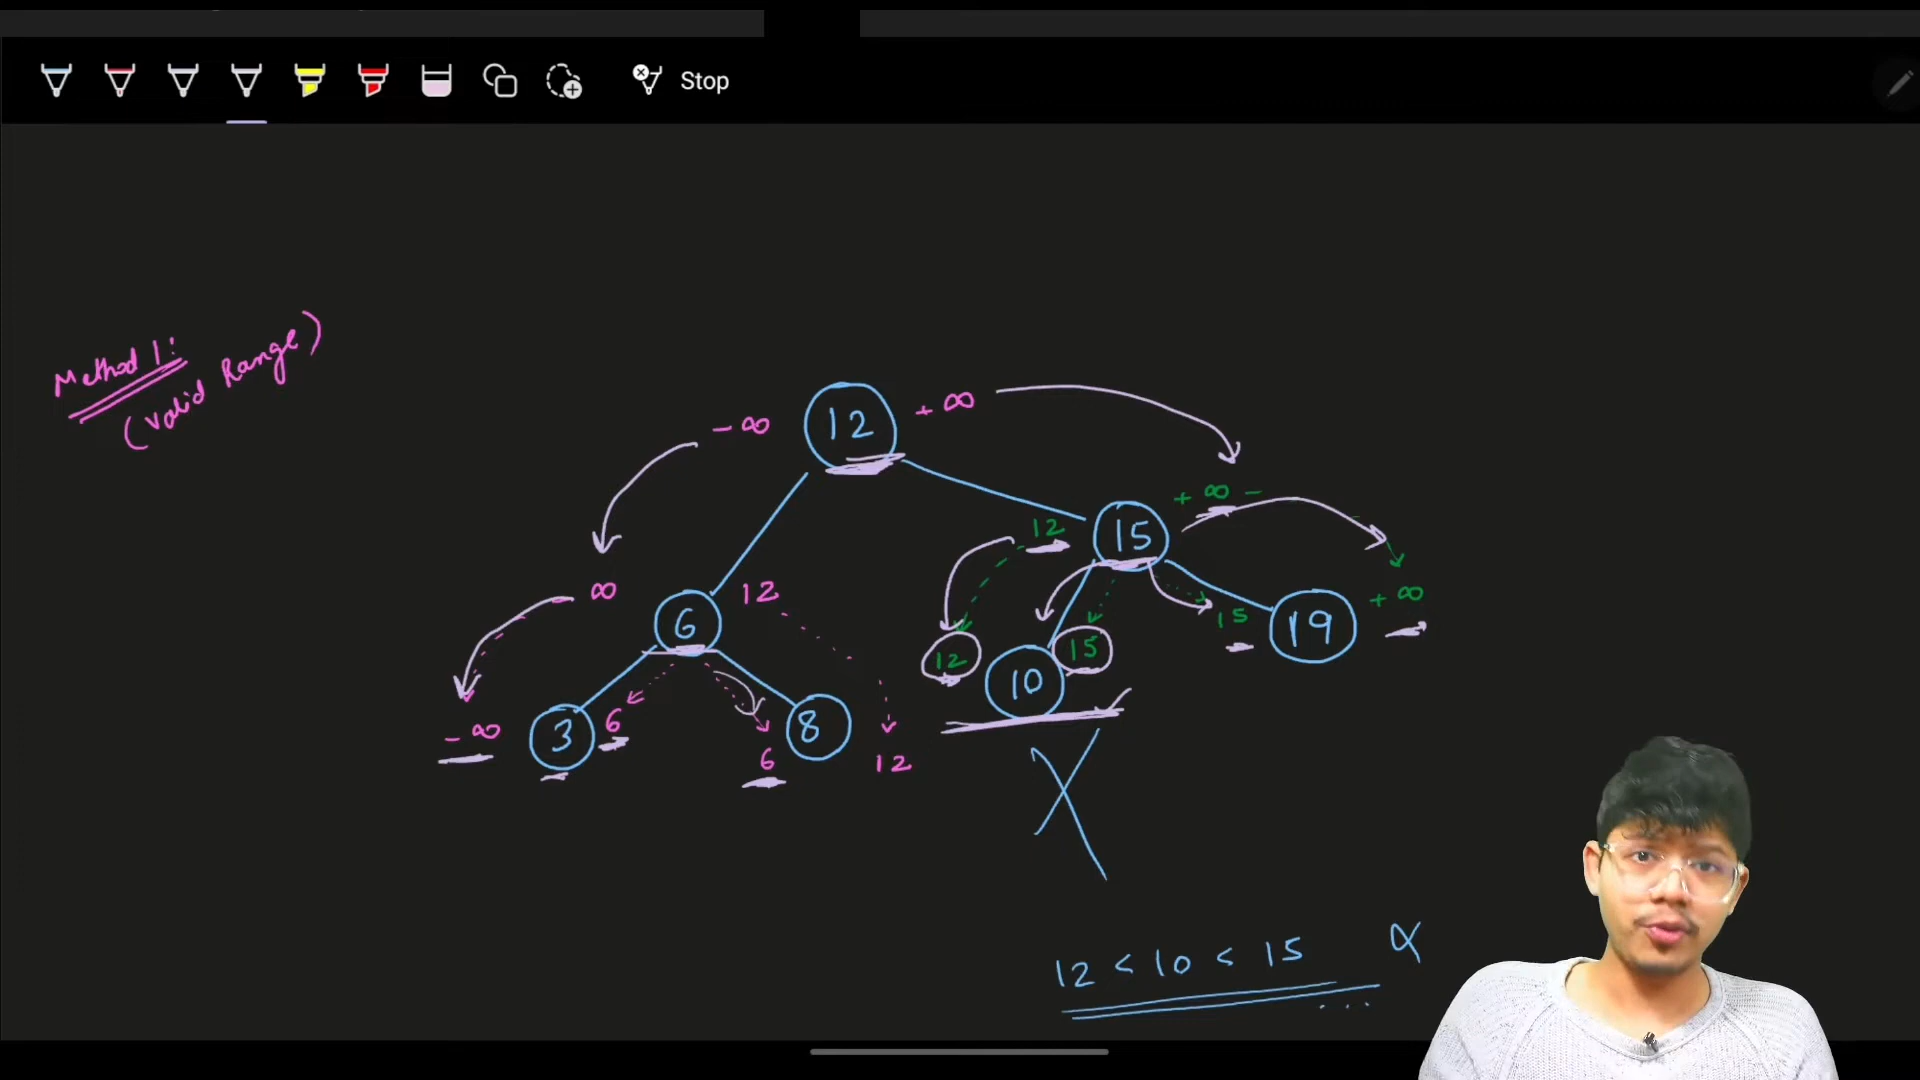 Stop
Method 1:
(Valid Range)
- ∞ 12 + ∞
12 15 + ∞ -
∞ 6 12
12 10 15 15 19 + ∞
- ∞ 3 6 8
6 12
X
12 < 10 < 15 X
...